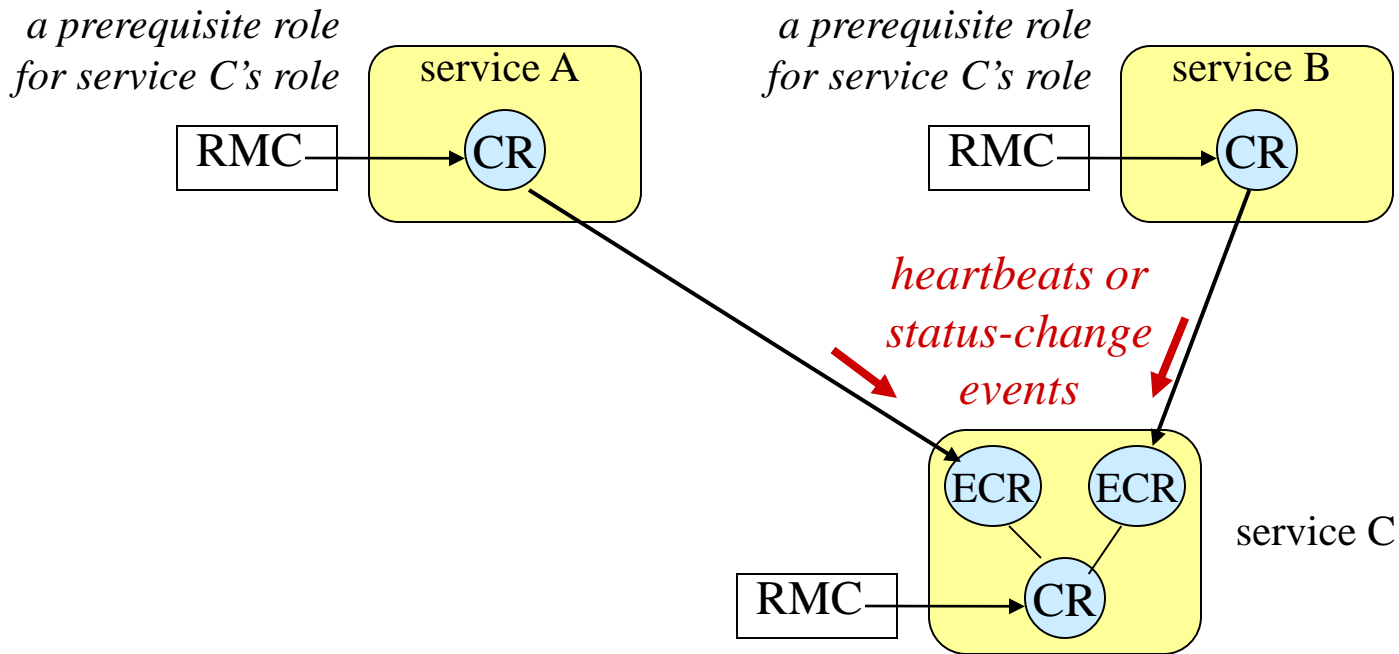 a prerequisite role
for service C’s role
service A
RMC
CR
a prerequisite role
for service C’s role
service B
RMC
CR
heartbeats or
status-change
events
ECR
ECR
service C
RMC
CR